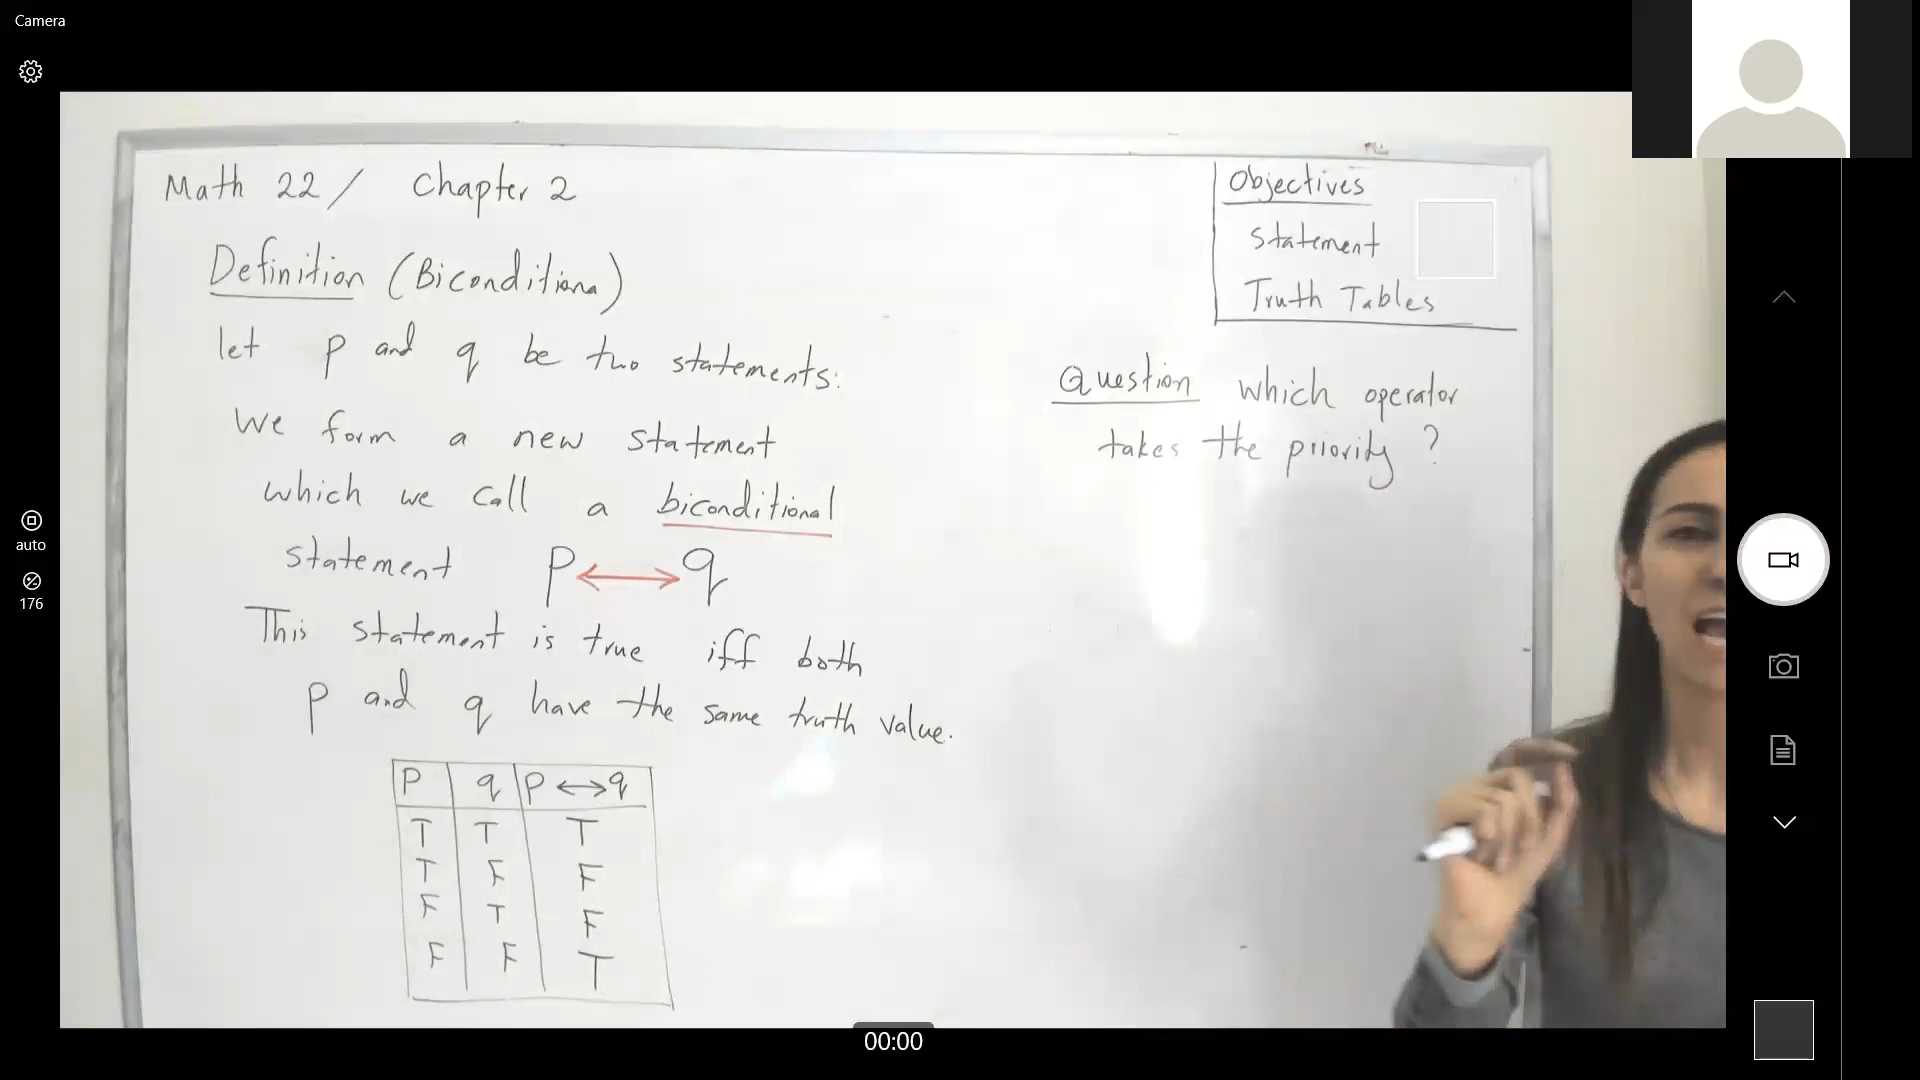 Camera
Math 22 / Chapter 2
Definition (Biconditional)
let p and q be two statements:
We form a new statement
which we call a biconditional
statement P ↔ q
This statement is true iff both
p and q have the same truth value.
P q P ↔ q
T T T
T F F
F T F
F F T
Objectives
Statement
Truth Tables
Question which operator
takes the priority ?
auto
176
00:00